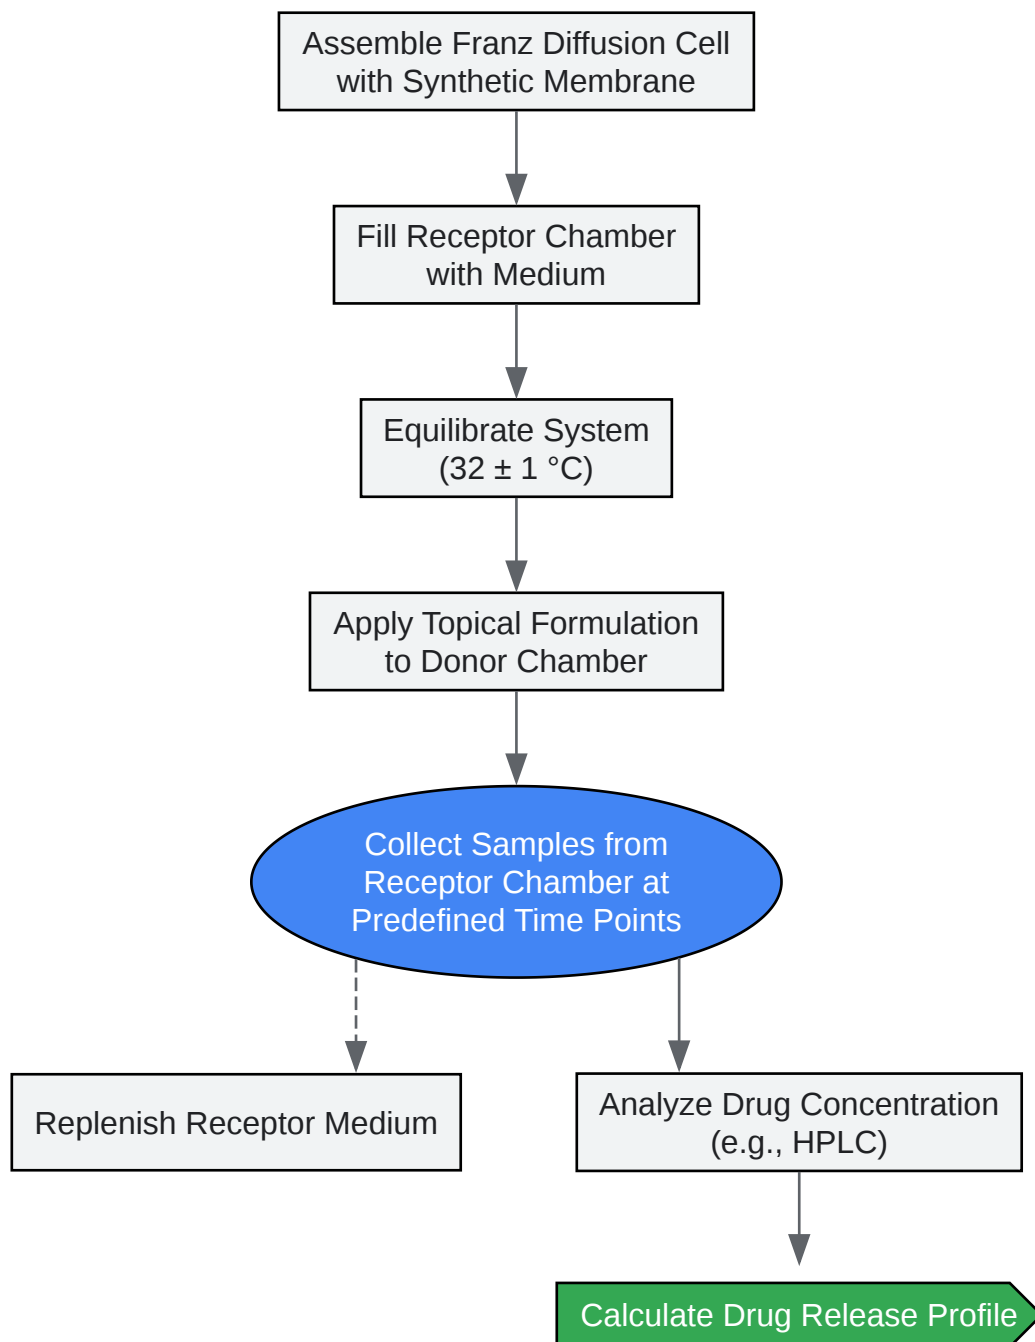 Assemble Franz Diffusion Cell
with Synthetic Membrane
Fill Receptor Chamber
with Medium
Equilibrate System
(32 ± 1 °C)
Apply Topical Formulation
to Donor Chamber
Collect Samples from
Receptor Chamber at
Predefined Time Points
Replenish Receptor Medium
Analyze Drug Concentration
(e.g., HPLC)
Calculate Drug Release Profile